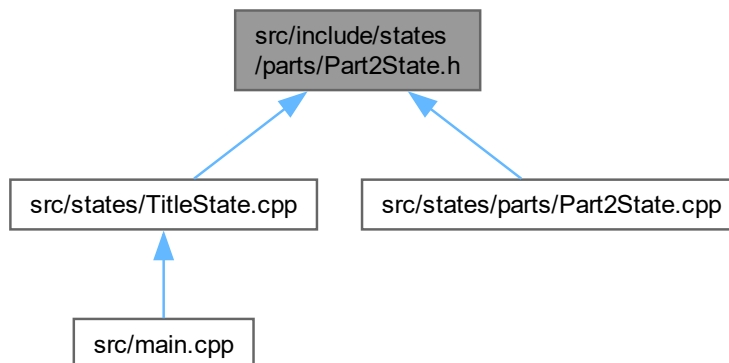 src/include/states
/parts/Part2State.h
src/states/TitleState.cpp
src/states/parts/Part2State.cpp
src/main.cpp